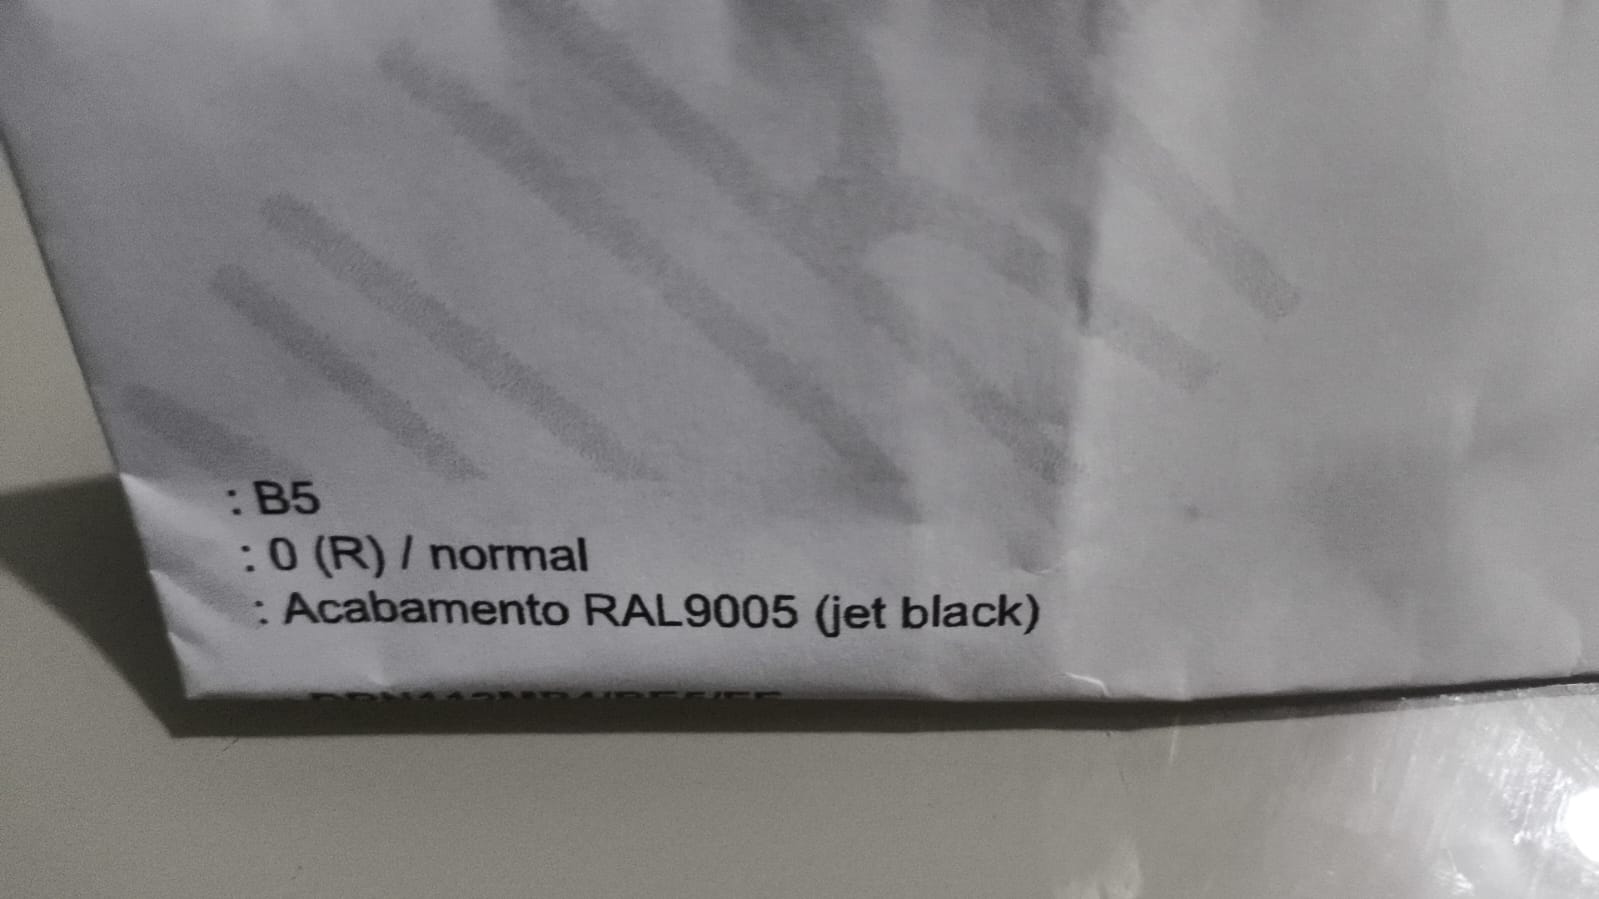 : B5
: 0 (R) / normal
: Acabamento RAL9005 (jet black)